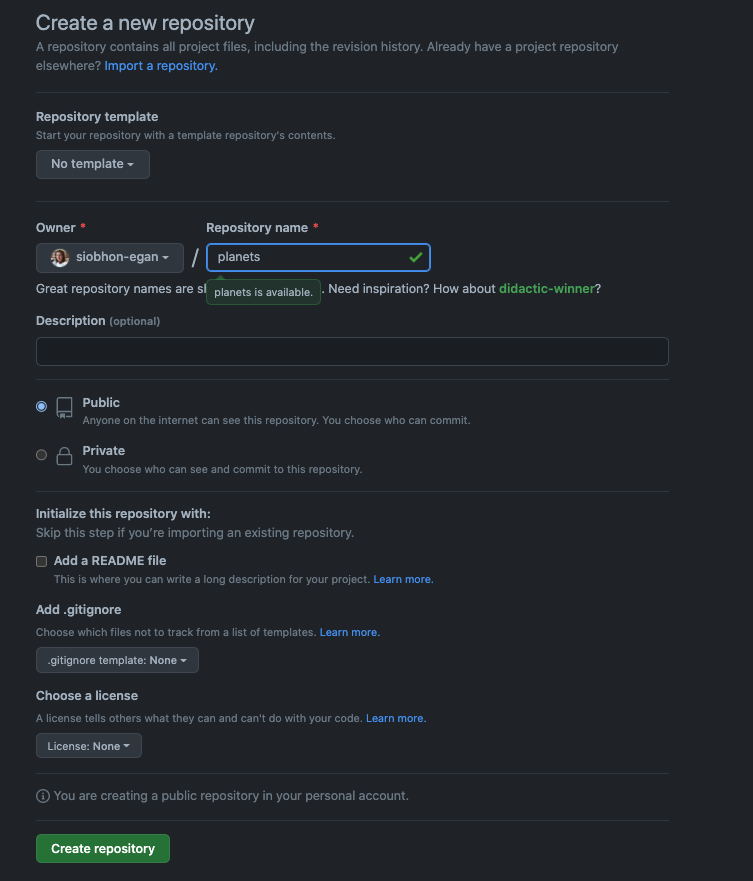 Create a new repository
A repository contains all project files, including the revision history. Already have a project repository
elsewhere? Import a repository.
Repository template
Start your repository with a template repository's contents.
No template
Owner *
Repository name *
siobhon-egan
/
planets
Great repository names are
planets is available.
. Need inspiration? How about didactic-winner?
Description (optional)
Public
Anyone on the internet can see this repository. You choose who can commit.
Private
You choose who can see and commit to this repository.
Initialize this repository with:
Skip this step if you're importing an existing repository.
Add a README file
This is where you can write a long description for your project. Learn more.
Add .gitignore
Choose which files not to track from a list of templates. Learn more.
.gitignore template: None
Choose a license
A license tells others what they can and can't do with your code. Learn more.
License: None
You are creating a public repository in your personal account.
Create repository